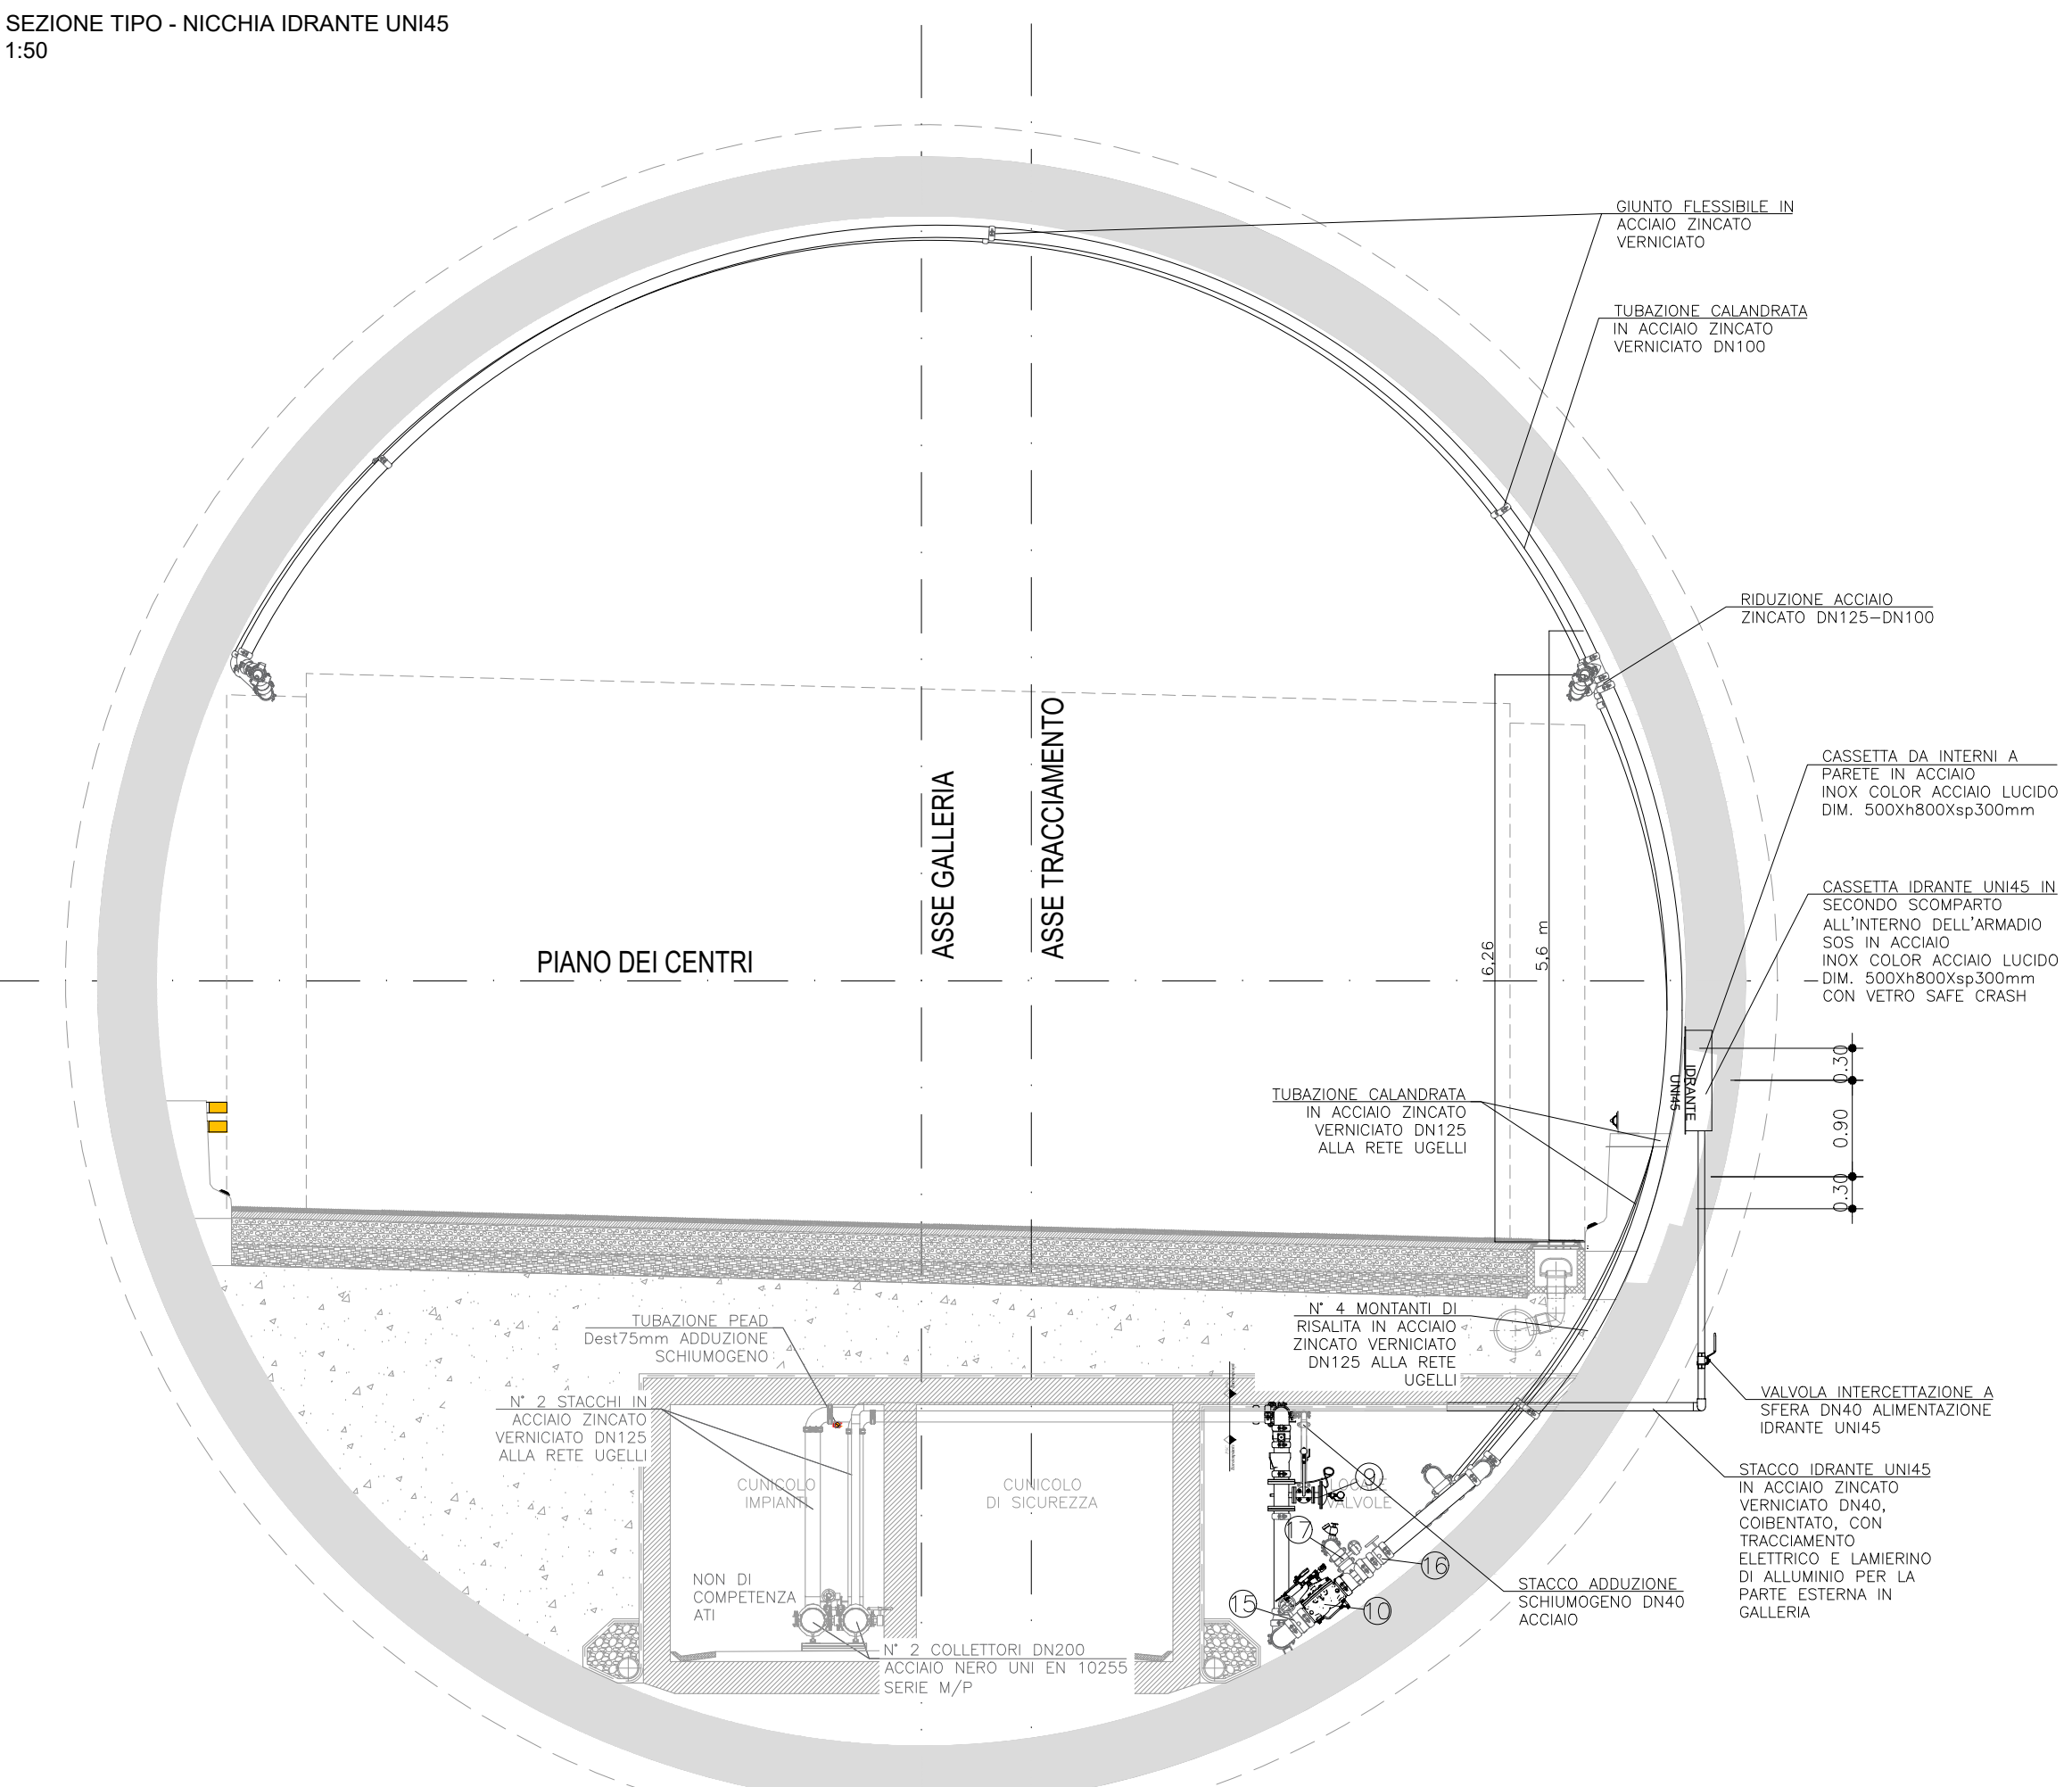 SEZIONE TIPO - NICCHIA IDRANTE UNI45
1:50
GIUNTO FLESSIBILE IN
ACCIAIO ZINCATO
VERNICIATO
TUBAZIONE CALANDRATA
IN ACCIAIO ZINCATO
VERNICIATO DN100
RIDUZIONE ACCIAIO
ZINCATO DN125-DN100
CASSETTA DA INTERNI A
PARETE IN ACCIAIO
INOX COLOR ACCIAIO LUCIDO
DIM. 500Xh800Xsp300mm
CASSETTA IDRANTE UNI45 IN
SECONDO SCOMPARTO
ALL'INTERNO DELL'ARMADIO
SOS IN ACCIAIO
INOX COLOR ACCIAIO LUCIDO
DIM. 500Xh800Xsp300mm
CON VETRO SAFE CRASH
ASSE GALLERIA
ASSE TRACCIAMENTO
PIANO DEI CENTRI
6,26
5,6 m
0.30
0.90
0.30
IDRANTE
UNI45
TUBAZIONE CALANDRATA
IN ACCIAIO ZINCATO
VERNICIATO DN125
ALLA RETE UGELLI
N° 4 MONTANTI DI
RISALITA IN ACCIAIO
ZINCATO VERNICIATO
DN125 ALLA RETE
UGELLI
TUBAZIONE PEAD
Dest75mm ADDUZIONE
SCHIUMOGENO
N° 2 STACCHI IN
ACCIAIO ZINCATO
VERNICIATO DN125
ALLA RETE UGELLI
CUNICOLO
IMPIANTI
CUNICOLO
DI SICUREZZA
VALVOLE
9
17
16
15
10
NON DI
COMPETENZA
ATI
N° 2 COLLETTORI DN200
ACCIAIO NERO UNI EN 10255
SERIE M/P
VALVOLA INTERCETTAZIONE A
SFERA DN40 ALIMENTAZIONE
IDRANTE UNI45
STACCO IDRANTE UNI45
IN ACCIAIO ZINCATO
VERNICIATO DN40,
COIBENTATO, CON
TRACCIAMENTO
ELETTRICO E LAMIERINO
DI ALLUMINIO PER LA
PARTE ESTERNA IN
GALLERIA
STACCO ADDUZIONE
SCHIUMOGENO DN40
ACCIAIO